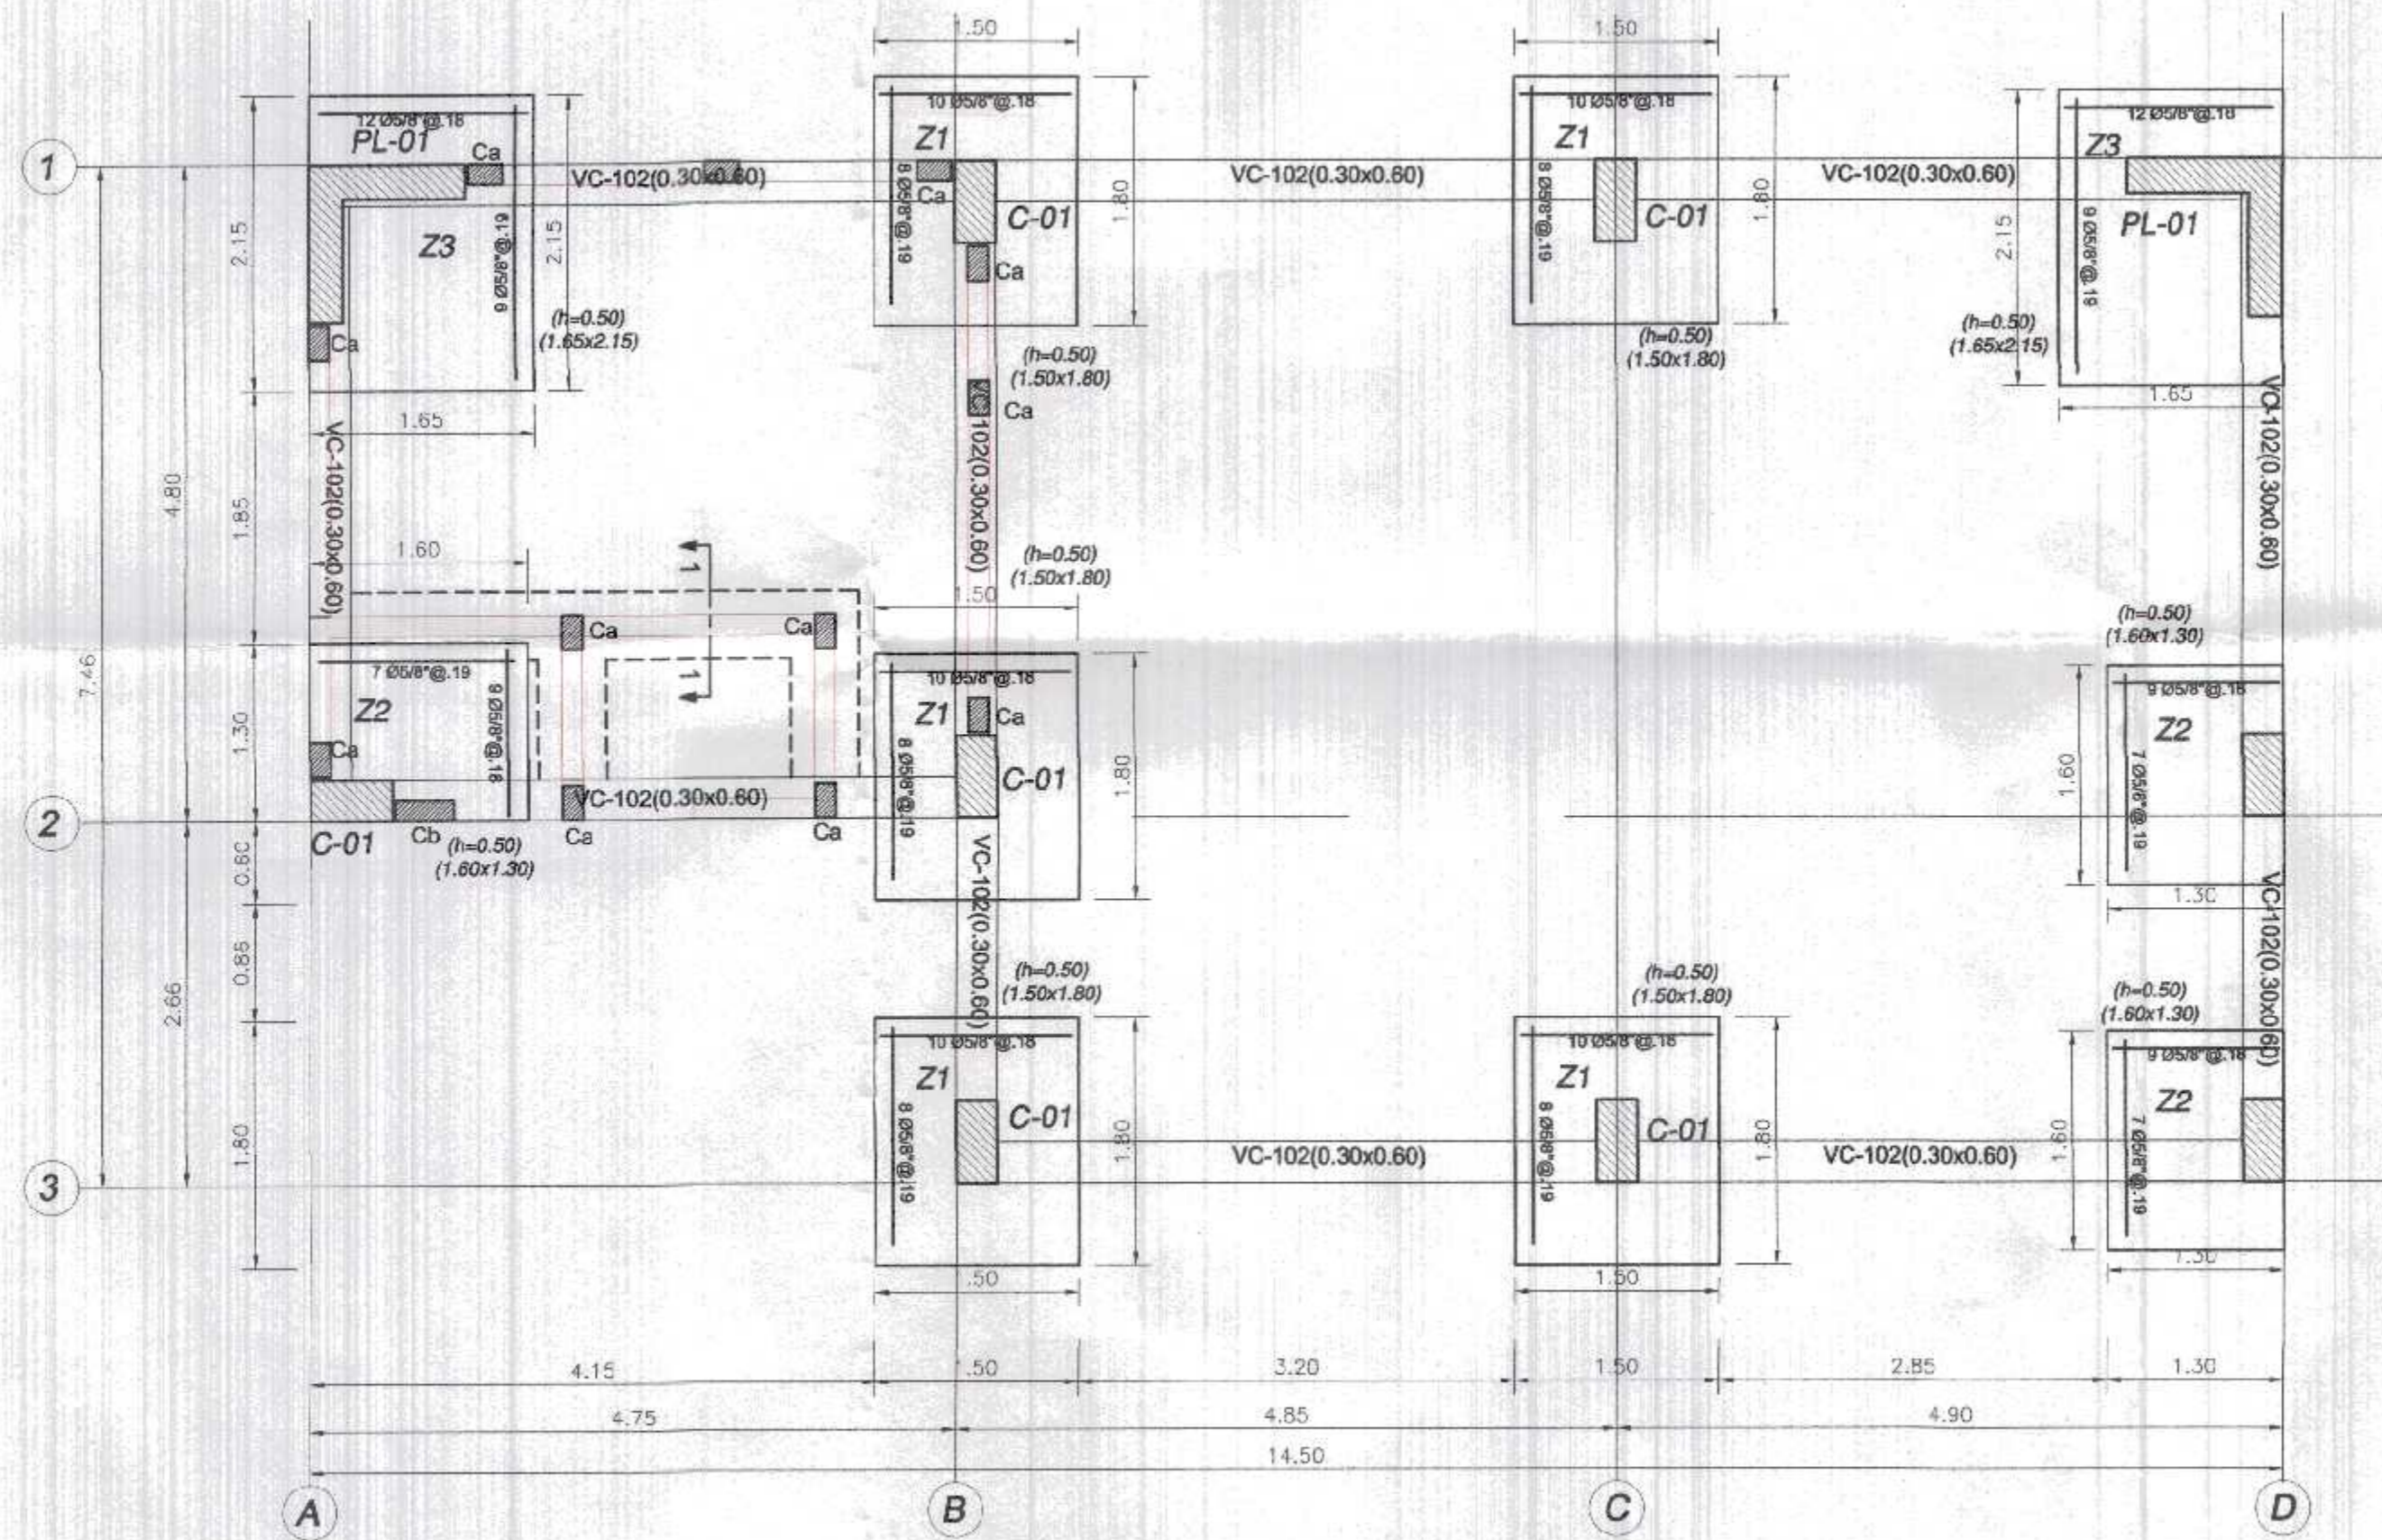 1.50
1.50
10 Ø5/8"@.18
10 Ø5/8"@.18
12 Ø5/8"@.18
12 Ø5/8"@.18
PL-01
Ca
Z1
Z1
Z3
1
VC-102(0.30x0.60)
Ca
VC-102(0.30x0.60)
VC-102(0.30x0.60)
8 Ø5/8"@.19
C-01
1.80
8 Ø5/8"@.19
C-01
1.80
PL-01
2.15
Z3
9 Ø5/8"@.19
2.15
2.15
9 Ø5/8"@.19
Ca
(h=0.50)
(1.65x2.15)
Ca
(h=0.50)
(1.50x1.80)
(h=0.50)
(1.50x1.80)
(h=0.50)
(1.65x2.15)
1.65
Ca
1.65
4.80
1.85
VC-102(0.30x0.60)
102(0.30x0.60)
VC-102(0.30x0.60)
1.60
1
(h=0.50)
(1.50x1.80)
1.50
Ca
Ca
(h=0.50)
(1.60x1.30)
7.46
7 Ø5/8"@.19
1
10 Ø5/8"@.18
9 Ø5/8"@.18
Z2
9 Ø5/8"@.18
Z1
Ca
Z2
1.30
Ca
8 Ø5/8"@.19
C-01
1.80
1.60
7 Ø5/8"@.19
2
VC-102(0.30x0.60)
C-01
Cb
Ca
Ca
(h=0.50)
(1.60x1.30)
0.60
VC-102(0.30x0.60)
1.30
VC-102(0.30x0.60)
2.66
(h=0.50)
(1.50x1.80)
(h=0.50)
(1.50x1.80)
(h=0.50)
(1.60x1.30)
10 Ø5/8"@.18
10 Ø5/8"@.18
9 Ø5/8"@.18
Z1
Z1
Z2
1.80
8 Ø5/8"@.19
C-01
1.80
VC-102(0.30x0.60)
8 Ø5/8"@.19
C-01
1.80
VC-102(0.30x0.60)
1.60
7 Ø5/8"@.19
3
.50
1.50
1.30
4.15
.50
3.20
1.50
2.85
1.30
4.75
4.85
4.90
14.50
A
B
C
D